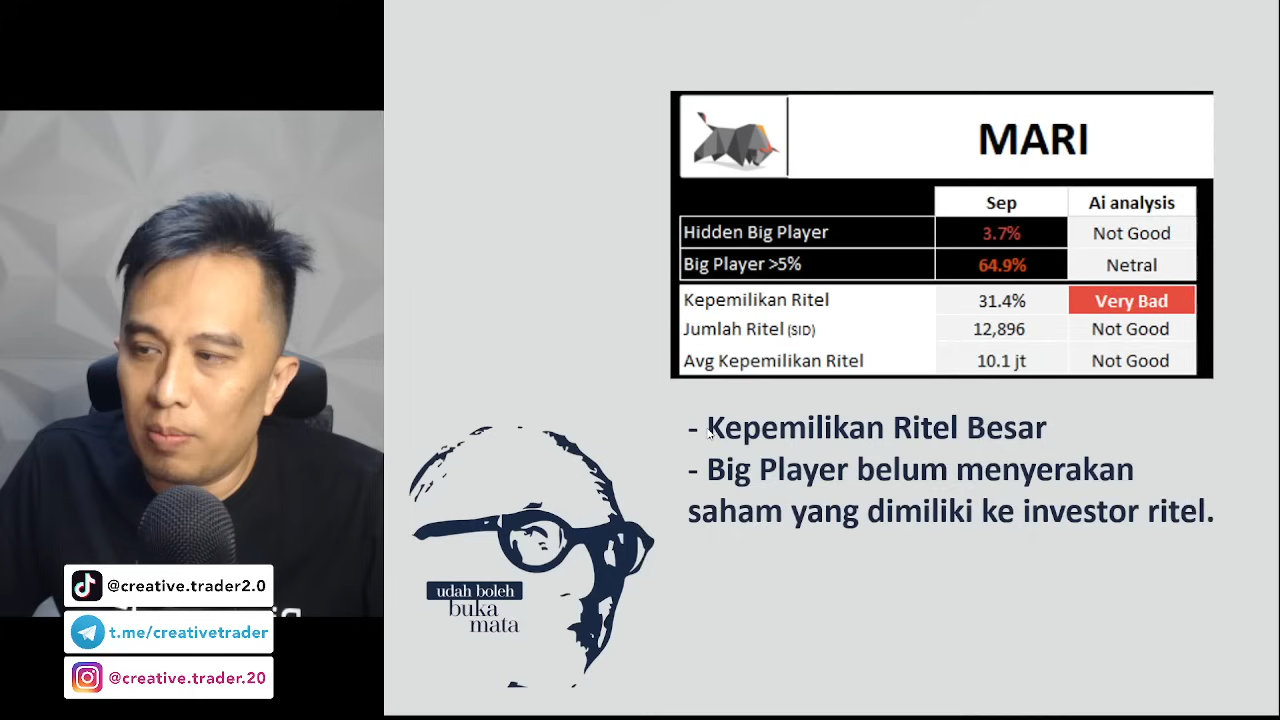 MARI
Sep Ai analysis
Hidden Big Player 3.7% Not Good
Big Player >5% 64.9% Netral
Kepemilikan Ritel 31.4% Very Bad
Jumlah Ritel (SID) 12,896 Not Good
Avg Kepemilikan Ritel 10.1 jt Not Good
- Kepemilikan Ritel Besar
- Big Player belum menyerakan
saham yang dimiliki ke investor ritel.
udah boleh
buka
mata
@creative.trader2.0
t.me/creativetrader
@creative.trader.20